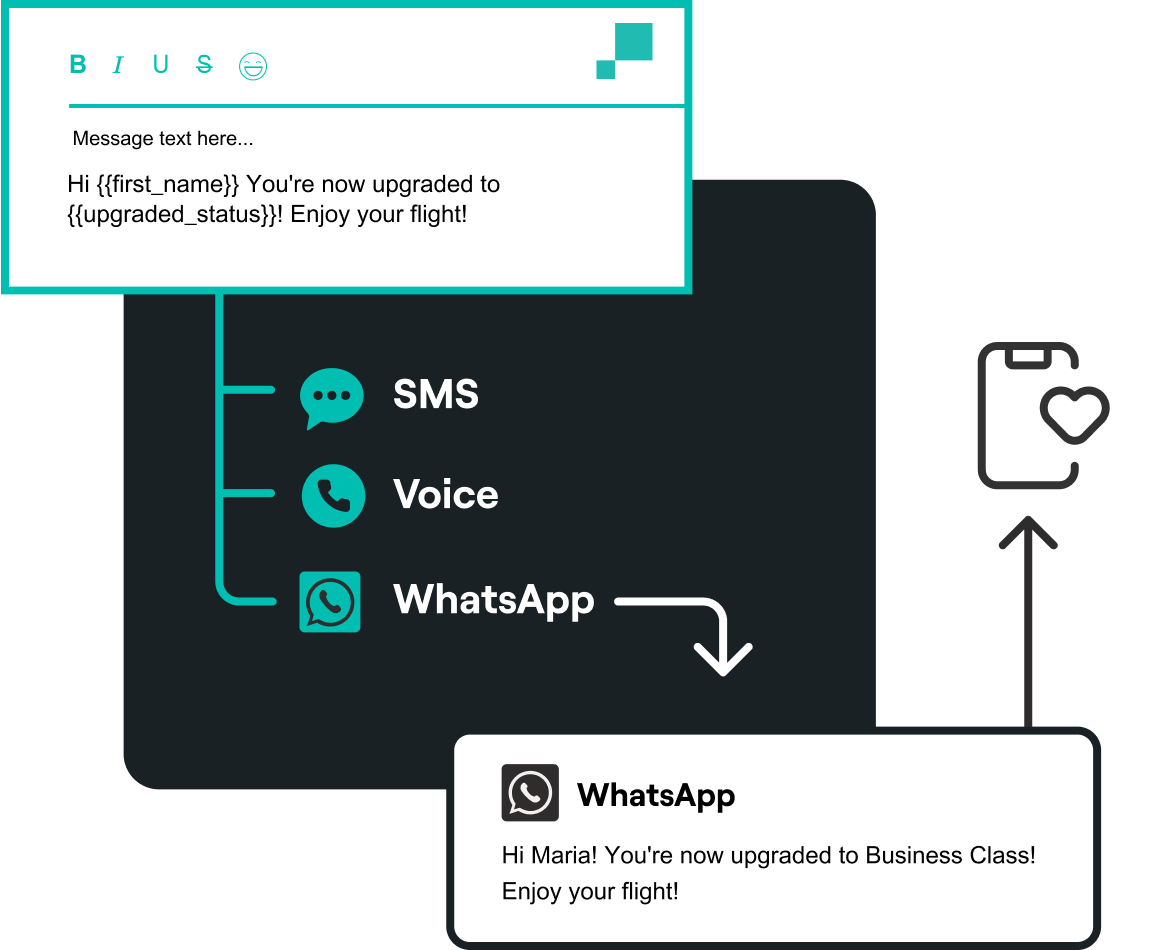 B I U S
Message text here...
Hi {{first_name}} You're now upgraded to
{{upgraded_status}}! Enjoy your flight!
SMS
Voice
WhatsApp
WhatsApp
Hi Maria! You're now upgraded to Business Class!
Enjoy your flight!